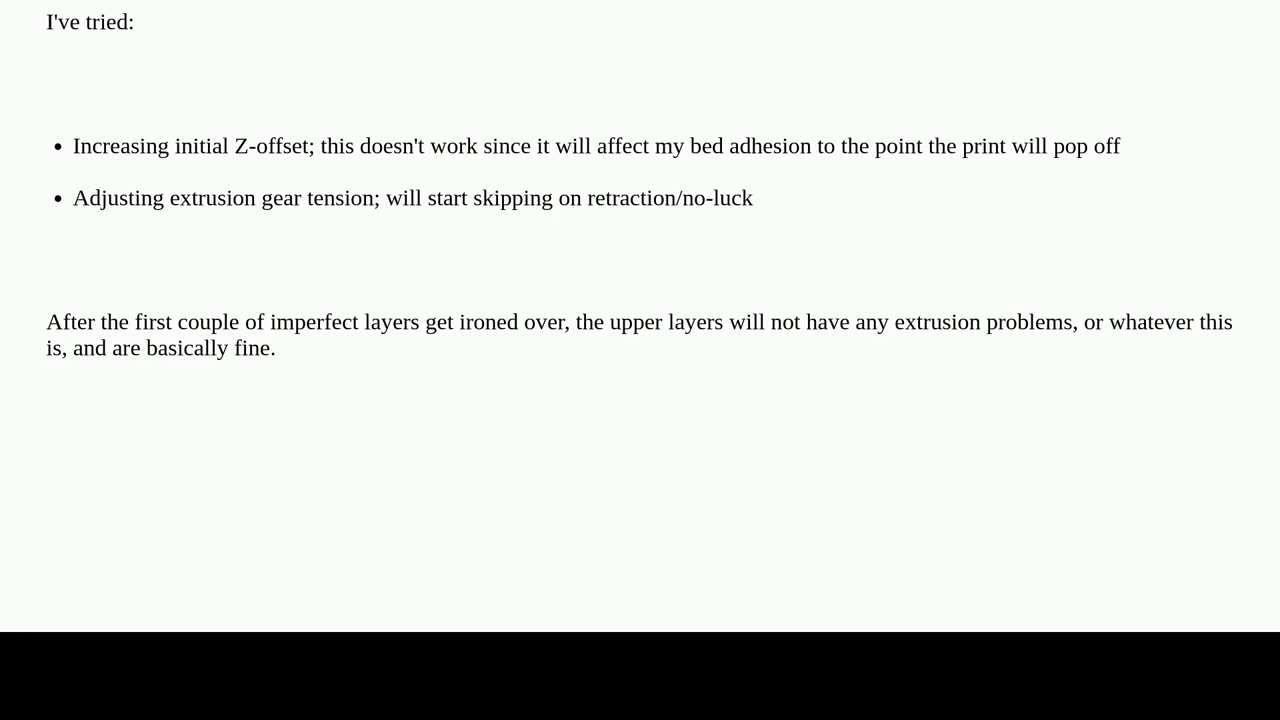 I've tried:
• Increasing initial Z-offset; this doesn't work since it will affect my bed adhesion to the point the print will pop off
• Adjusting extrusion gear tension; will start skipping on retraction/no-luck
After the first couple of imperfect layers get ironed over, the upper layers will not have any extrusion problems, or whatever this
is, and are basically fine.